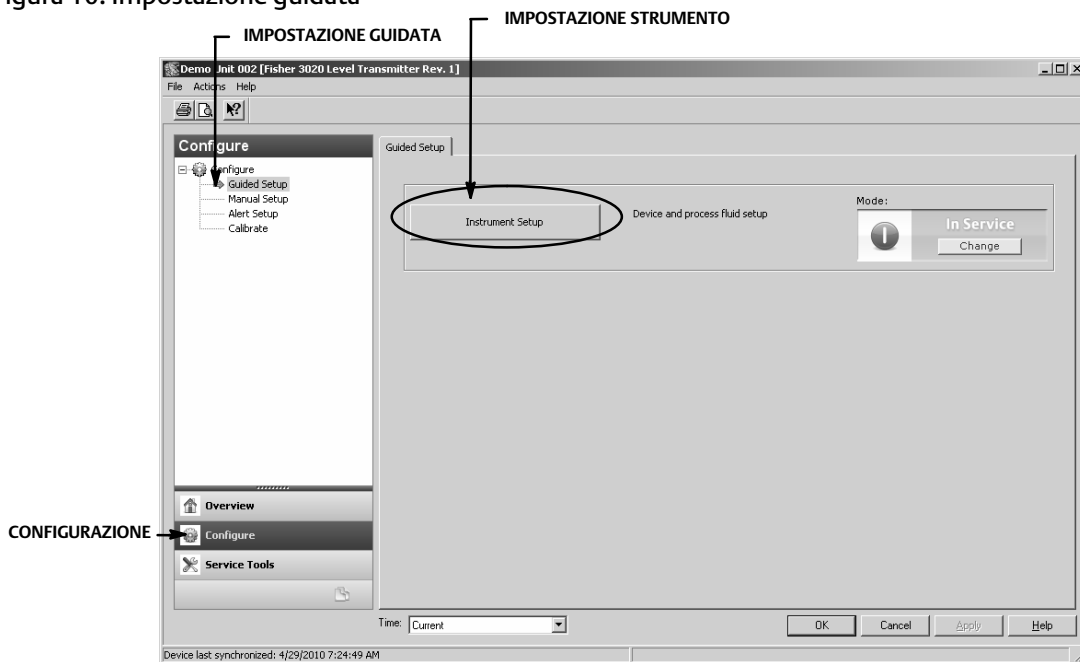 igura 10. Impostazione guidata
IMPOSTAZIONE STRUMENTO
IMPOSTAZIONE GUIDATA
Demo Unit 002 [Fisher 3020 Level Transmitter Rev. 1]
File Actions Help
Configure
Guided Setup
Configure
Guided Setup
Manual Setup
Alert Setup
Calibrate
Instrument Setup
Device and process fluid setup
Mode:
In Service
Change
Overview
CONFIGURAZIONE
Configure
Service Tools
Time: Current
OK Cancel Apply Help
Device last synchronized: 4/29/2010 7:24:49 AM